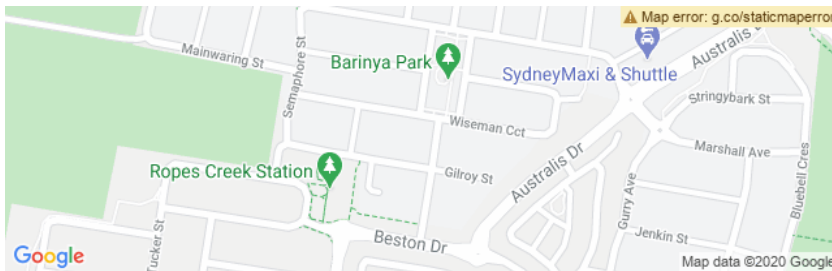 Map error: g.co/staticmaperror
Mainwaring St
Semaphore St
Barinya Park
SydneyMaxi & Shuttle
Australis
Stringybark St
Wiseman Cct
Marshall Ave
Ropes Creek Station
Gilroy St
Australis Dr
Gurry Ave
Bluebell Cres
Tucker St
Beston Dr
Jenkin St
Google
Map data ©2020 Google